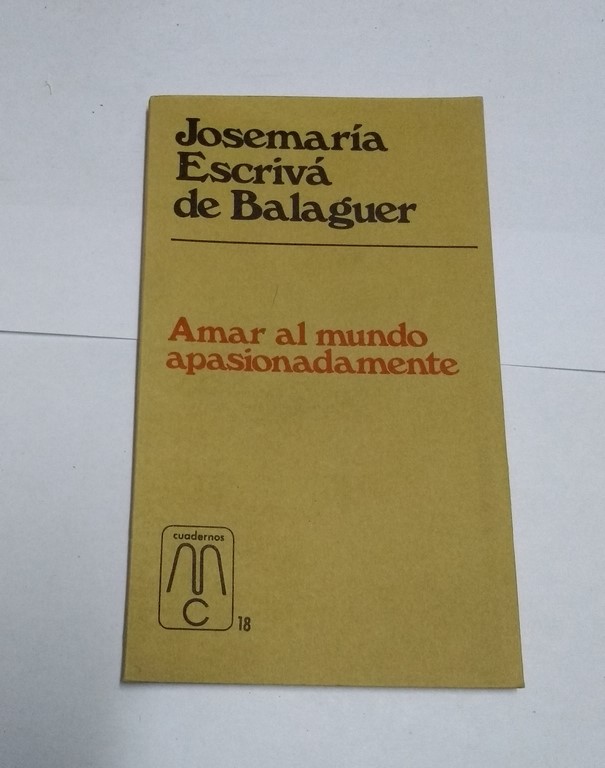 Josemaría
Escrivá
de Balaguer
Amar al mundo
apasionadamente
cuadernos
MC
18